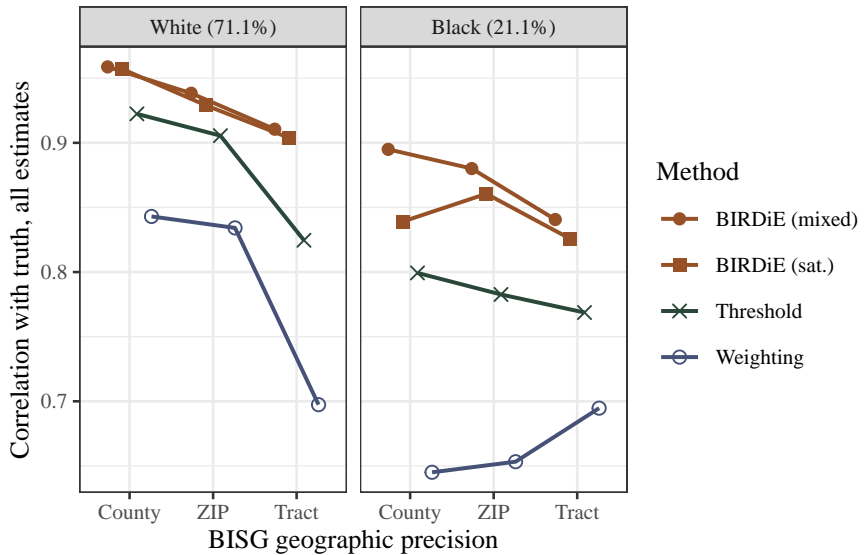 White (71.1%)
Black (21.1%)
Correlation with truth, all estimates
0.9
0.8
0.7
County ZIP Tract
County ZIP Tract
BISG geographic precision
Method
BIRDiE (mixed)
BIRDiE (sat.)
Threshold
Weighting